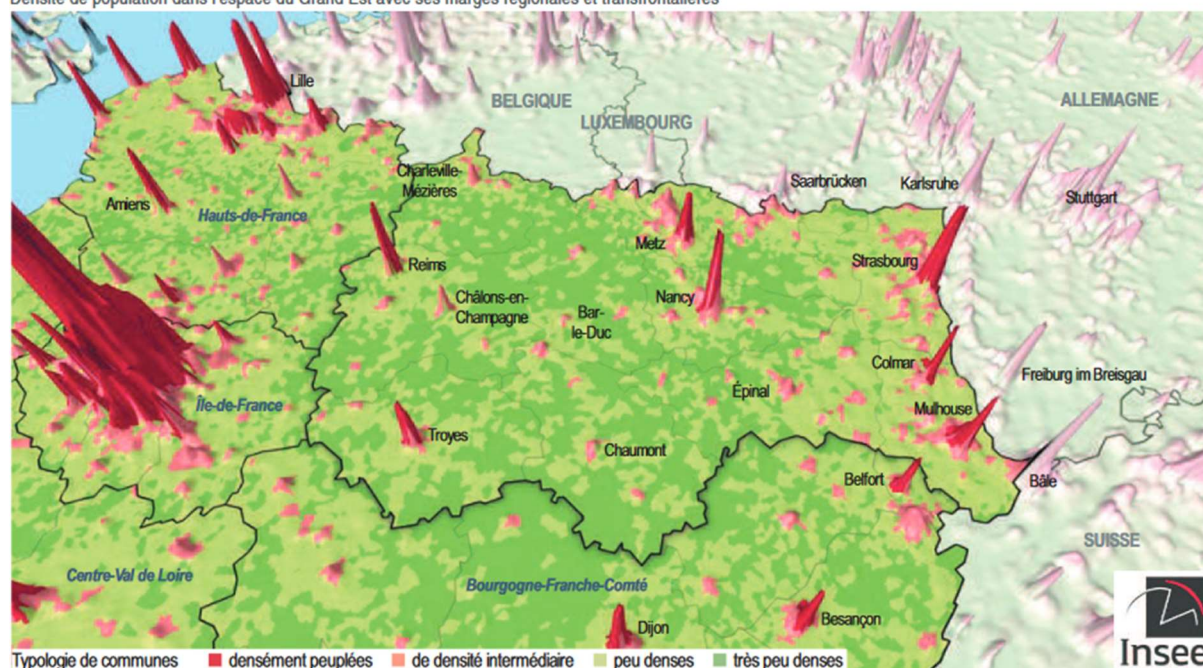 Densité de population dans l'espace du Grand Est avec ses marges régionales et transfrontalières
Lille
BELGIQUE
ALLEMAGNE
LUXEMBOURG
Charleville-
Mézières
Saarbrücken
Karlsruhe
Stuttgart
Amiens
Hauts-de-France
Metz
Reims
Strasbourg
Nancy
Châlons-en-
Champagne
Bar-
le-Duc
Colmar
Freiburg im Breisgau
Épinal
Île-de-France
Mulhouse
Troyes
Chaumont
Belfort
Bâle
SUISSE
Centre-Val de Loire
Bourgogne-Franche-Comté
Besançon
Dijon
Insee
Typologie de communes densément peuplées de densité intermédiaire peu denses très peu denses